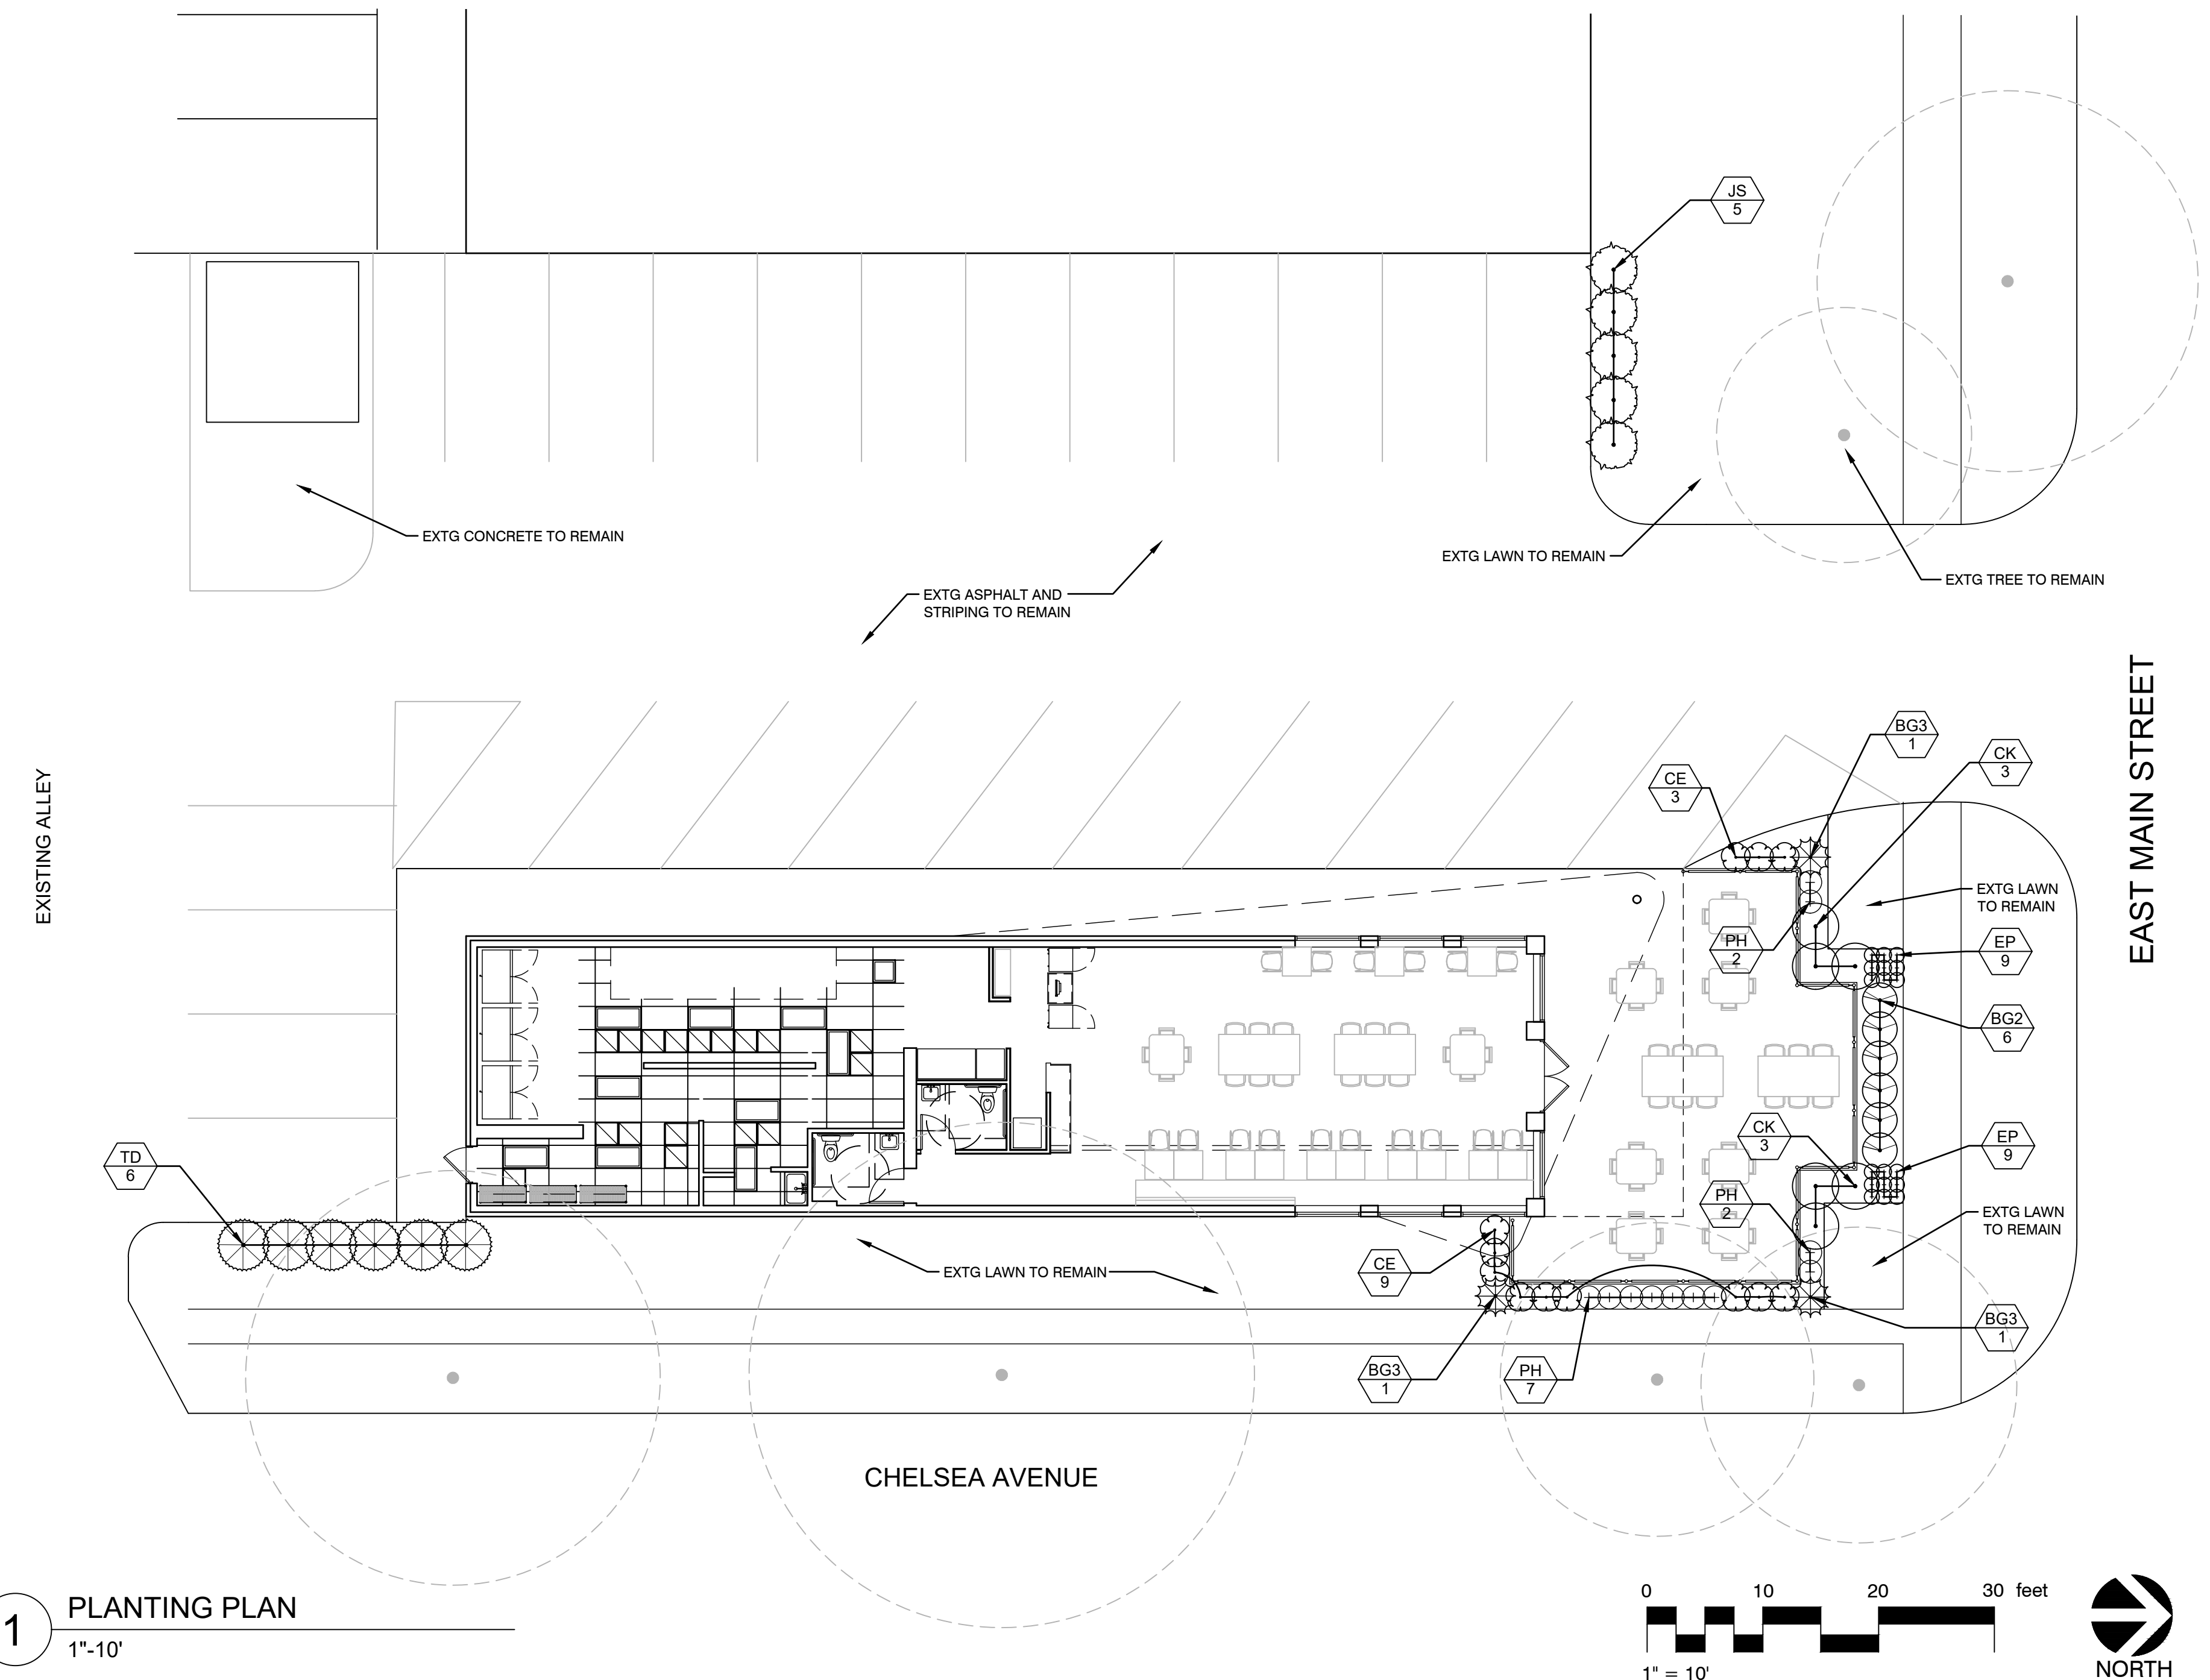 JS
5
EXTG CONCRETE TO REMAIN
EXTG LAWN TO REMAIN
EXTG TREE TO REMAIN
EXTG ASPHALT AND
STRIPING TO REMAIN
EXISTING ALLEY
EAST MAIN STREET
BG3
1
CK
3
CE
3
EXTG LAWN
TO REMAIN
PH
2
EP
9
BG2
6
CK
3
EP
9
TD
6
PH
2
EXTG LAWN
TO REMAIN
CE
9
EXTG LAWN TO REMAIN
BG3
1
BG3
1
PH
7
CHELSEA AVENUE
1
PLANTING PLAN
1"-10'
0 10 20 30 feet
1" = 10'
NORTH